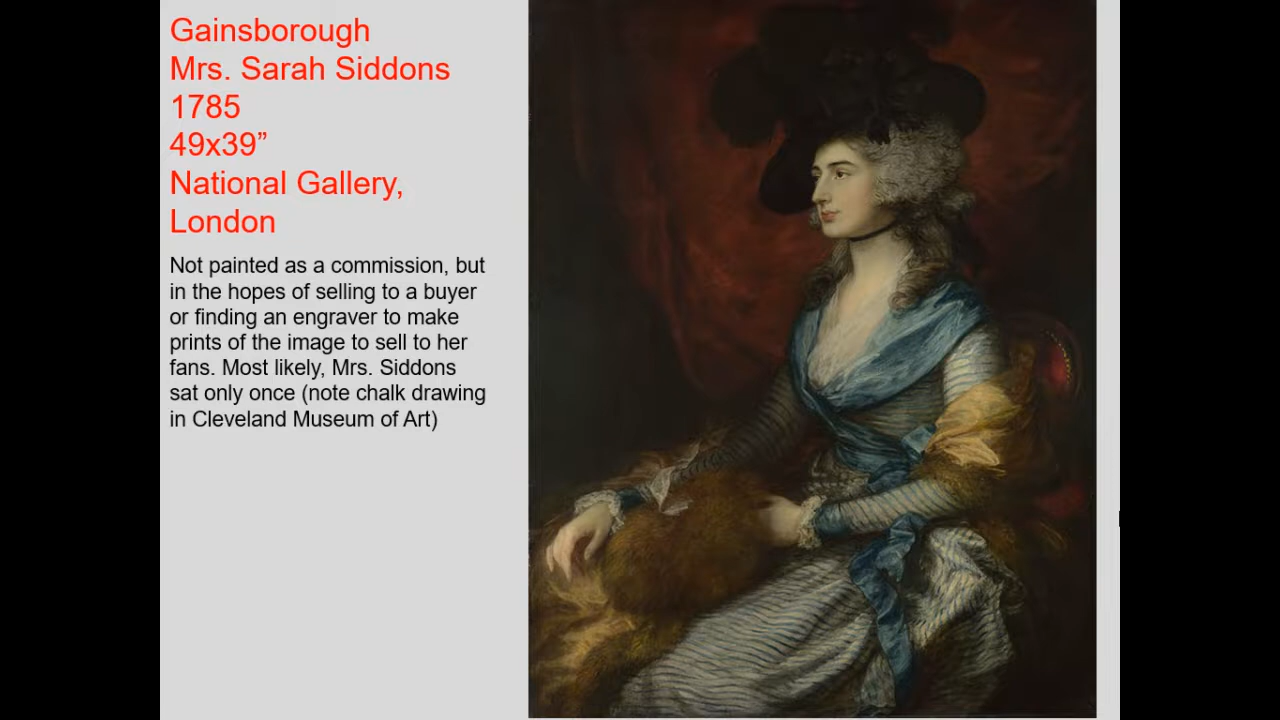 Gainsborough
Mrs. Sarah Siddons
1785
49x39”
National Gallery,
London
Not painted as a commission, but
in the hopes of selling to a buyer
or finding an engraver to make
prints of the image to sell to her
fans. Most likely, Mrs. Siddons
sat only once (note chalk drawing
in Cleveland Museum of Art)